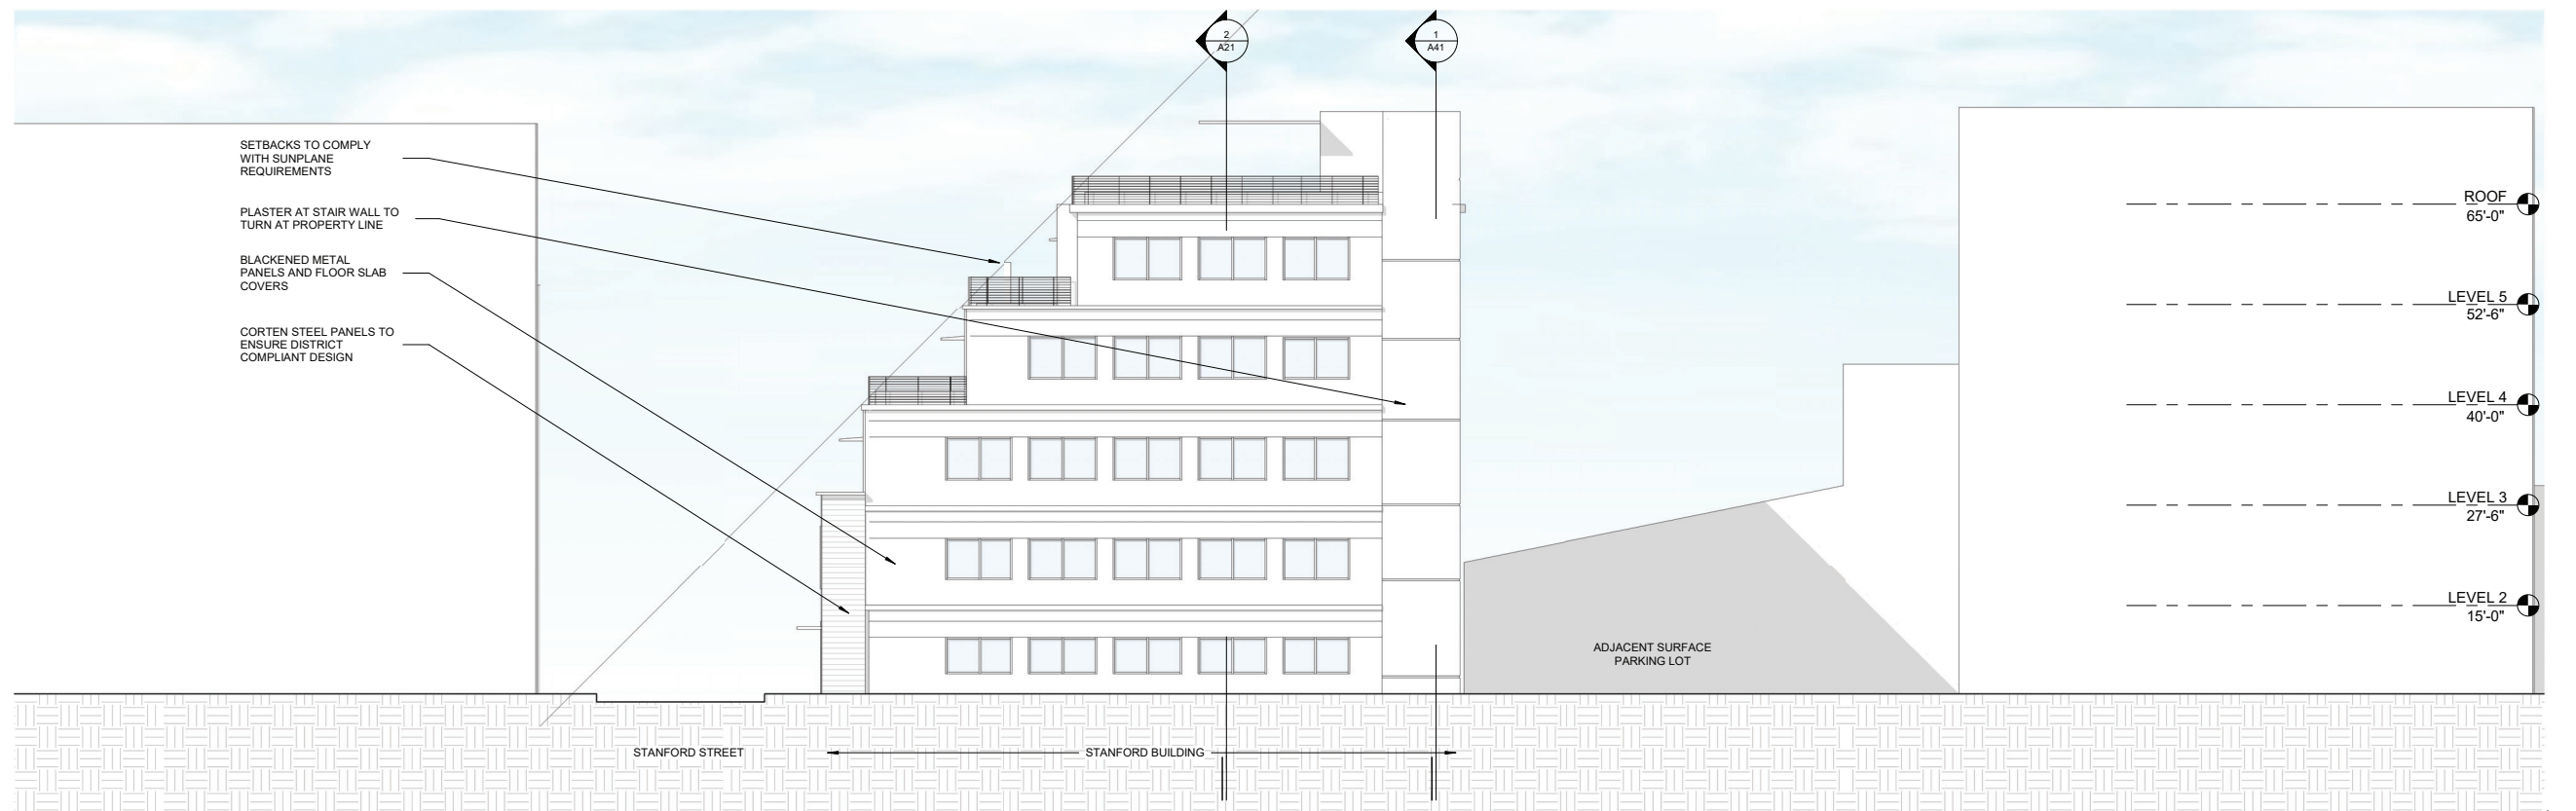 2
A21
1
A41
SETBACKS TO COMPLY
WITH SUNPLANE
REQUIREMENTS
PLASTER AT STAIR WALL TO
TURN AT PROPERTY LINE
BLACKENED METAL
PANELS AND FLOOR SLAB
COVERS
CORTEN STEEL PANELS TO
ENSURE DISTRICT
COMPLIANT DESIGN
ROOF
65'-0"
LEVEL 5
52'-6"
LEVEL 4
40'-0"
LEVEL 3
27'-6"
LEVEL 2
15'-0"
ADJACENT SURFACE
PARKING LOT
STANFORD STREET
STANFORD BUILDING